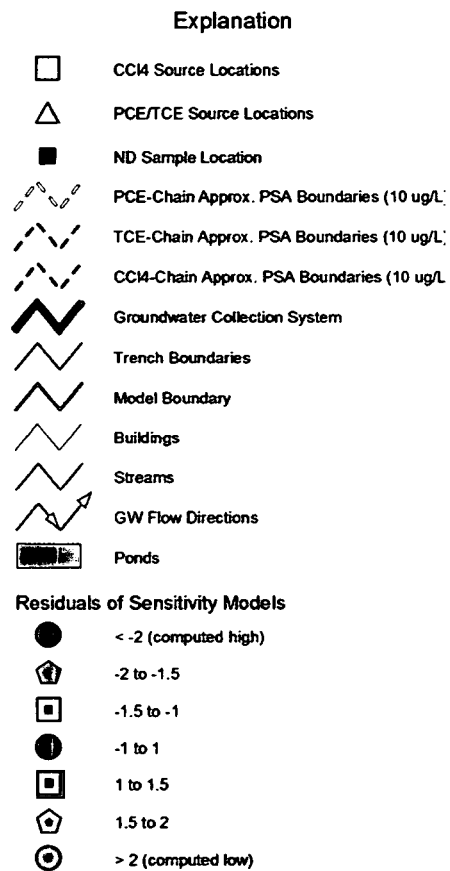 Explanation
CCl4 Source Locations
PCE/TCE Source Locations
ND Sample Location
PCE-Chain Approx. PSA Boundaries (10 ug/L)
TCE-Chain Approx. PSA Boundaries (10 ug/L)
CCl4-Chain Approx. PSA Boundaries (10 ug/L
Groundwater Collection System
Trench Boundaries
Model Boundary
Buildings
Streams
GW Flow Directions
Ponds
Residuals of Sensitivity Models
< -2 (computed high)
-2 to -1.5
-1.5 to -1
-1 to 1
1 to 1.5
1.5 to 2
> 2 (computed low)